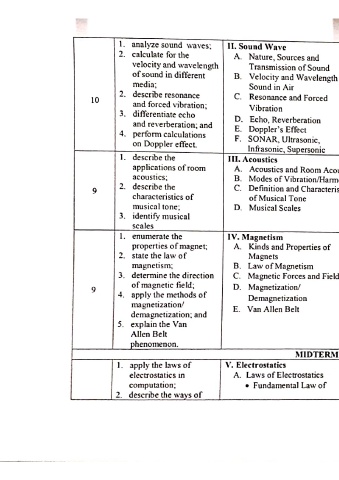 10
1. analyze sound waves;
2. calculate for the
velocity and wavelength
of sound in different
media;
2. describe resonance
and forced vibration;
3. differentiate echo
and reverberation; and
4. perform calculations
on Doppler effect.
II. Sound Wave
A. Nature, Sources and
Transmission of Sound
B. Velocity and Wavelength
Sound in Air
C. Resonance and Forced
Vibration
D. Echo, Reverberation
E. Doppler's Effect
F. SONAR, Ultrasonic,
Infrasonic, Supersonic
9
1. describe the
applications of room
acoustics;
2. describe the
characteristics of
musical tone;
3. identify musical
scales
III. Acoustics
A. Acoustics and Room Acou
B. Modes of Vibration/Harm
C. Definition and Characteris
of Musical Tone
D. Musical Scales
9
1. enumerate the
properties of magnet;
2. state the law of
magnetism;
3. determine the direction
of magnetic field;
4. apply the methods of
magnetization/
demagnetization; and
5. explain the Van
Allen Belt
phenomenon.
IV. Magnetism
A. Kinds and Properties of
Magnets
B. Law of Magnetism
C. Magnetic Forces and Field
D. Magnetization/
Demagnetization
E. Van Allen Belt
MIDTERM
1. apply the laws of
electrostatics in
computation;
2. describe the ways of
V. Electrostatics
A. Laws of Electrostatics
• Fundamental Law of